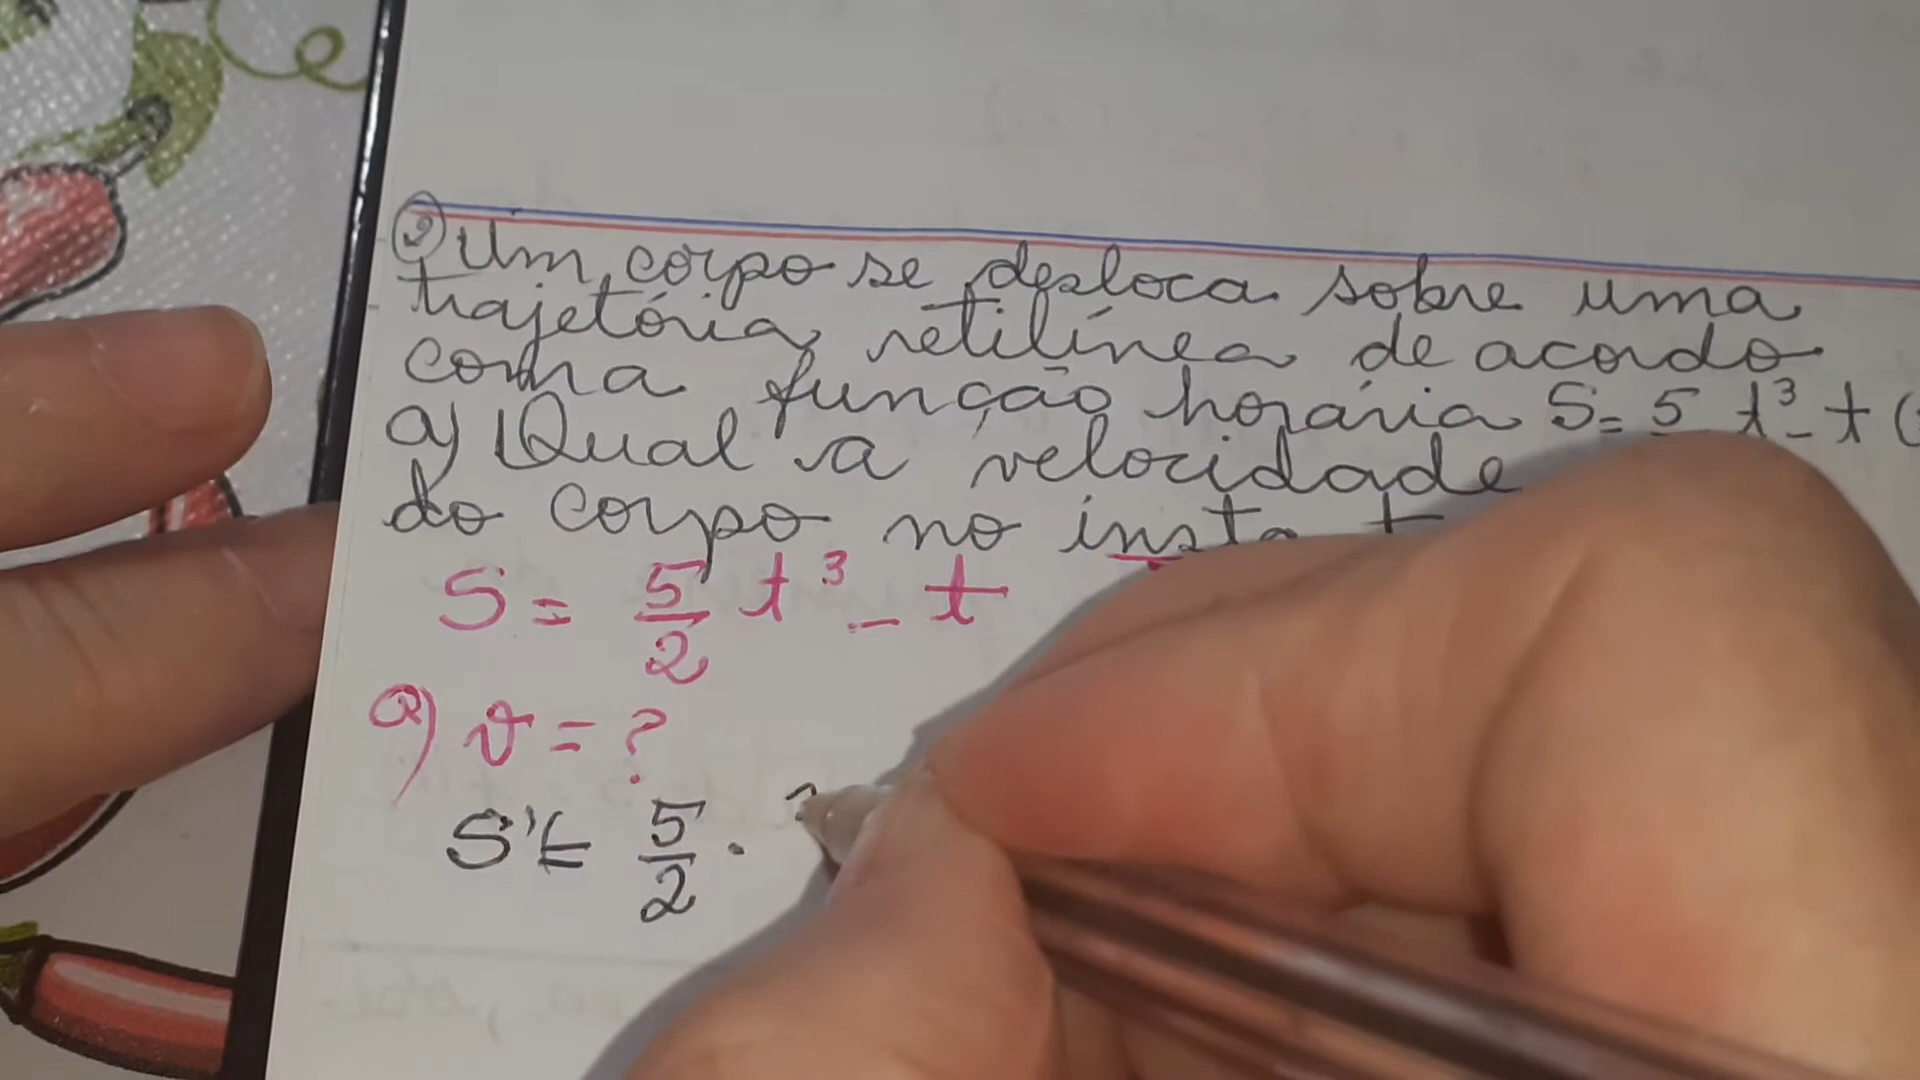 2) Um corpo se desloca sobre uma
trajetória retilínea de acordo
com a função horária S = 5 t³ - t (
a) Qual a velocidade
do corpo no
S = 5/2 t³ - t
a) v = ?
S' = 5/2 .